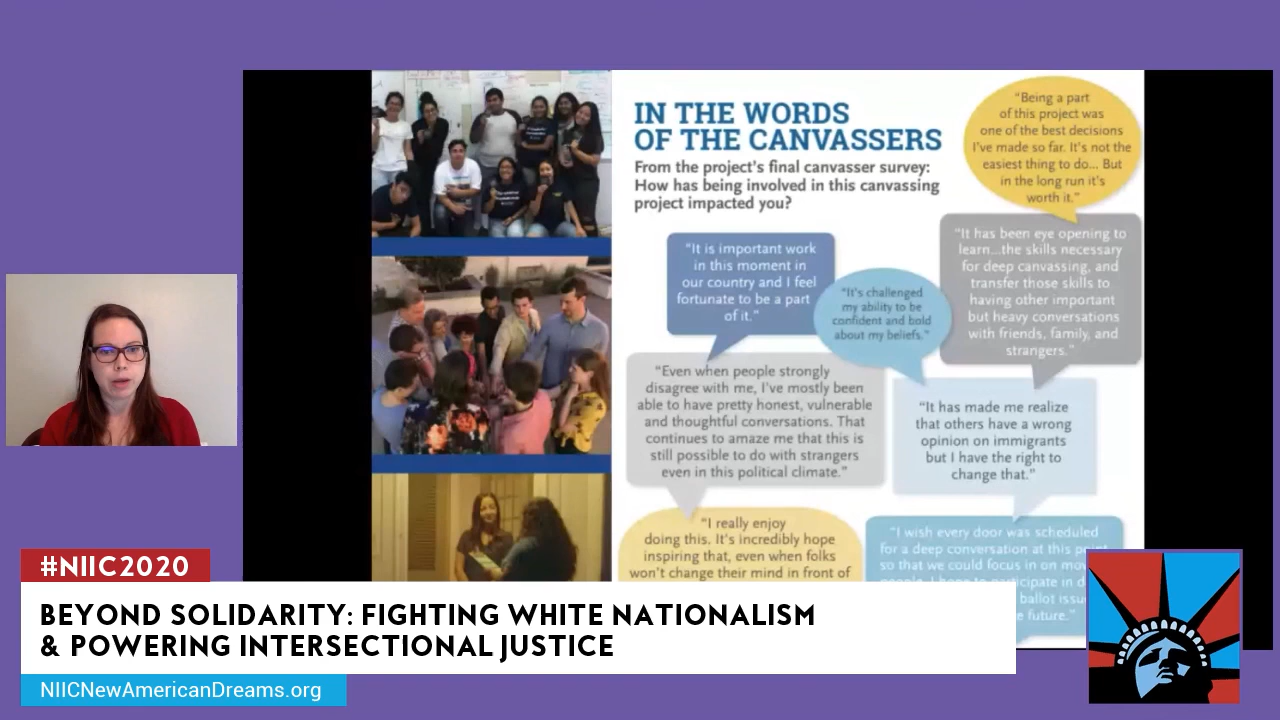 IN THE WORDS
OF THE CANVASSERS
From the project's final canvasser survey:
How has being involved in this canvassing
project impacted you?
“Being a part
of this project was
one of the best decisions
I've made so far. It's not the
easiest thing to do... But
in the long run it's
worth it.”
“It is important work
in this moment in
our country and I feel
fortunate to be a part
of it.”
“It's challenged
my ability to be
confident and bold
about my beliefs.”
“It has been eye opening to
learn...the skills necessary
for deep canvassing, and
transfer those skills to
having other important
but heavy conversations
with friends, family, and
strangers.”
“Even when people strongly
disagree with me, I've mostly been
able to have pretty honest, vulnerable
and thoughtful conversations. That
continues to amaze me that this is
still possible to do with strangers
even in this political climate.”
“It has made me realize
that others have a wrong
opinion on immigrants
but I have the right to
change that.”
“I really enjoy
doing this. It's incredibly hope
inspiring that, even when folks
won't change their mind in front of
“I wish every door was scheduled
for a deep conversation at this point
so that we could focus in on
ballot
future.”
#NIIC2020
BEYOND SOLIDARITY: FIGHTING WHITE NATIONALISM
& POWERING INTERSECTIONAL JUSTICE
NIICNewAmericanDreams.org